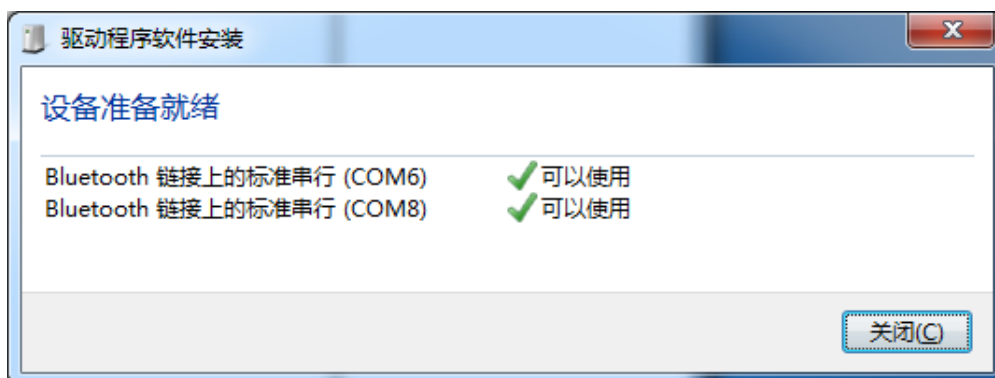 驱动程序软件安装
设备准备就绪
Bluetooth 链接上的标准串行 (COM6) 可以使用
Bluetooth 链接上的标准串行 (COM8) 可以使用
关闭(C)